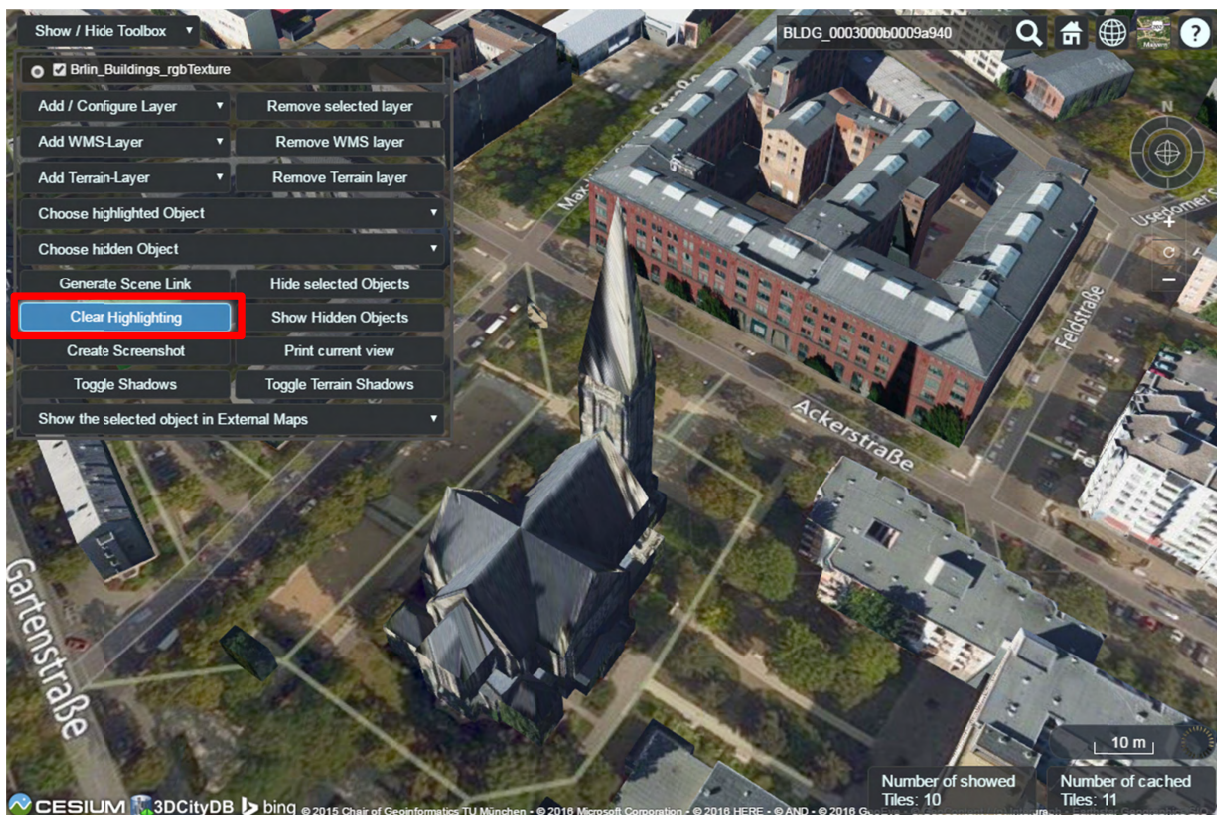 Show / Hide Toolbox
BLDG_0003000b0009a940
Brlin_Buildings_rgbTexture
Add / Configure Layer
Remove selected layer
Add WMS-Layer
Remove WMS layer
Add Terrain-Layer
Remove Terrain layer
Choose highlighted Object
Choose hidden Object
Generate Scene Link
Hide selected Objects
Clear Highlighting
Show Hidden Objects
Create Screenshot
Print current view
Toggle Shadows
Toggle Terrain Shadows
Show the selected object in External Maps
N
+
−
Feldstraße
Ackerstraße
Gartenstraße
10 m
Number of showed
Tiles: 10
Number of cached
Tiles: 11
CESIUM 3DCityDB bing © 2015 Chair of Geoinformatics TU München • © 2016 Microsoft Corporation • © 2016 HERE • © AND • © 2016